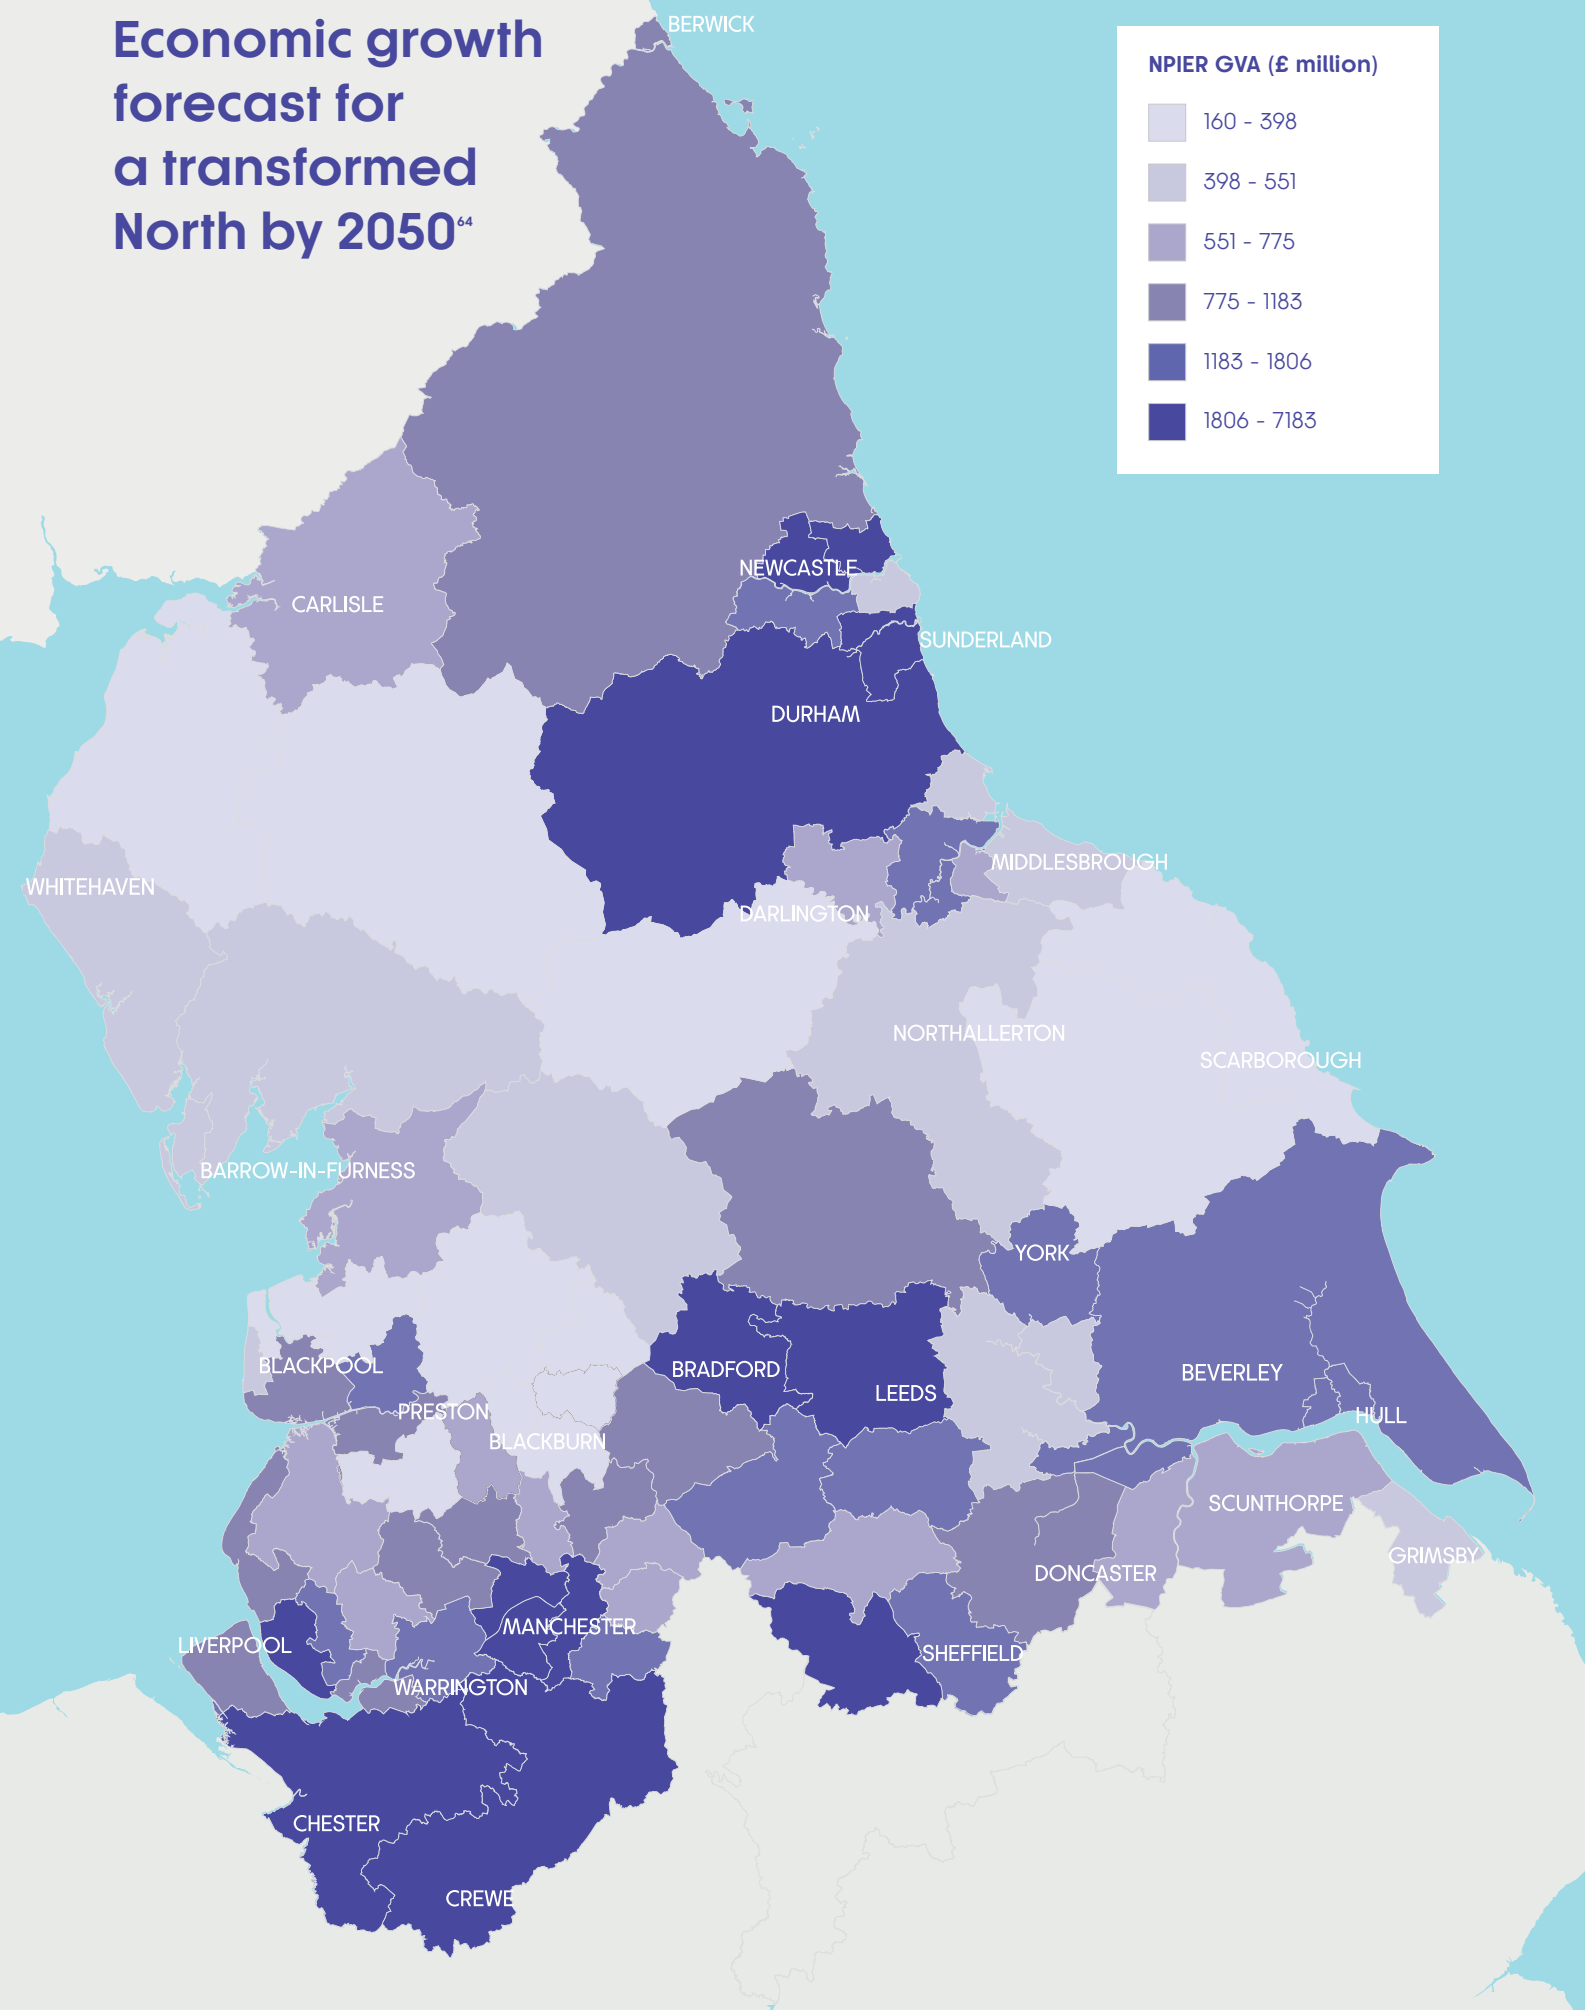 Economic growth
forecast for
a transformed
North by 2050⁶⁴
NPIER GVA (£ million)
160 - 398
398 - 551
551 - 775
775 - 1183
1183 - 1806
1806 - 7183
BERWICK
NEWCASTLE
CARLISLE
SUNDERLAND
DURHAM
MIDDLESBROUGH
WHITEHAVEN
DARLINGTON
NORTHALLERTON
SCARBOROUGH
BARROW-IN-FURNESS
YORK
BLACKPOOL
BRADFORD
BEVERLEY
LEEDS
PRESTON
HULL
BLACKBURN
SCUNTHORPE
GRIMSBY
DONCASTER
MANCHESTER
LIVERPOOL
SHEFFIELD
WARRINGTON
CHESTER
CREWE